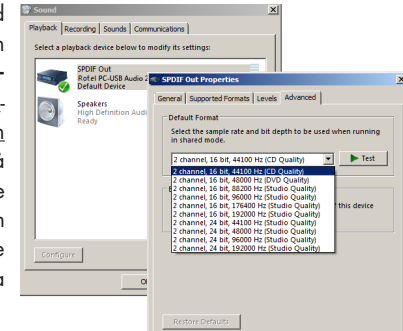 Sound
Playback Recording Sounds Communications
Select a playback device below to modify its settings:
SPDIF Out
Rotel PC-USB Audio 2
Default Device
Speakers
High Definition Audi
Ready
Configure
SPDIF Out Properties
General Supported Formats Levels Advanced
Default Format
Select the sample rate and bit depth to be used when running
in shared mode.
2 channel, 16 bit, 44100 Hz (CD Quality)
Test
2 channel, 16 bit, 44100 Hz (CD Quality)
2 channel, 16 bit, 48000 Hz (DVD Quality)
2 channel, 16 bit, 88200 Hz (Studio Quality)
2 channel, 16 bit, 96000 Hz (Studio Quality)
2 channel, 16 bit, 176400 Hz (Studio Quality)
2 channel, 16 bit, 192000 Hz (Studio Quality)
2 channel, 24 bit, 44100 Hz (Studio Quality)
2 channel, 24 bit, 48000 Hz (Studio Quality)
2 channel, 24 bit, 96000 Hz (Studio Quality)
2 channel, 24 bit, 192000 Hz (Studio Quality)
this device
Restore Defaults